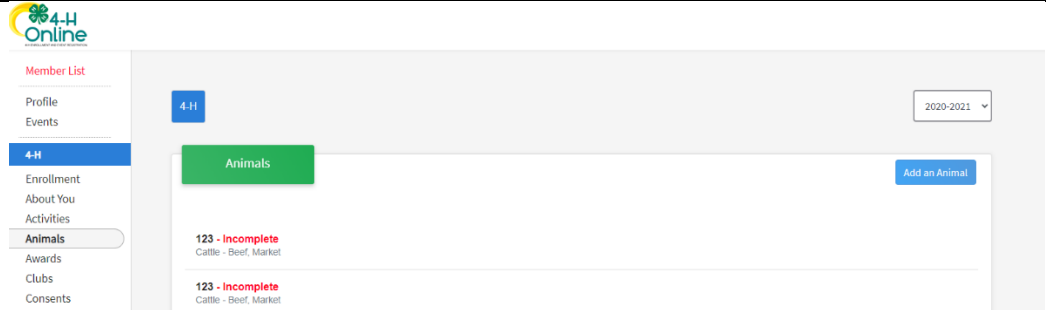 4-H
Online
Member List
Profile
Events
4-H
Enrollment
About You
Activities
Animals
Awards
Clubs
Consents
4-H
2020-2021
Animals
Add an Animal
123 - Incomplete
Cattle - Beef, Market
123 - Incomplete
Cattle - Beef, Market